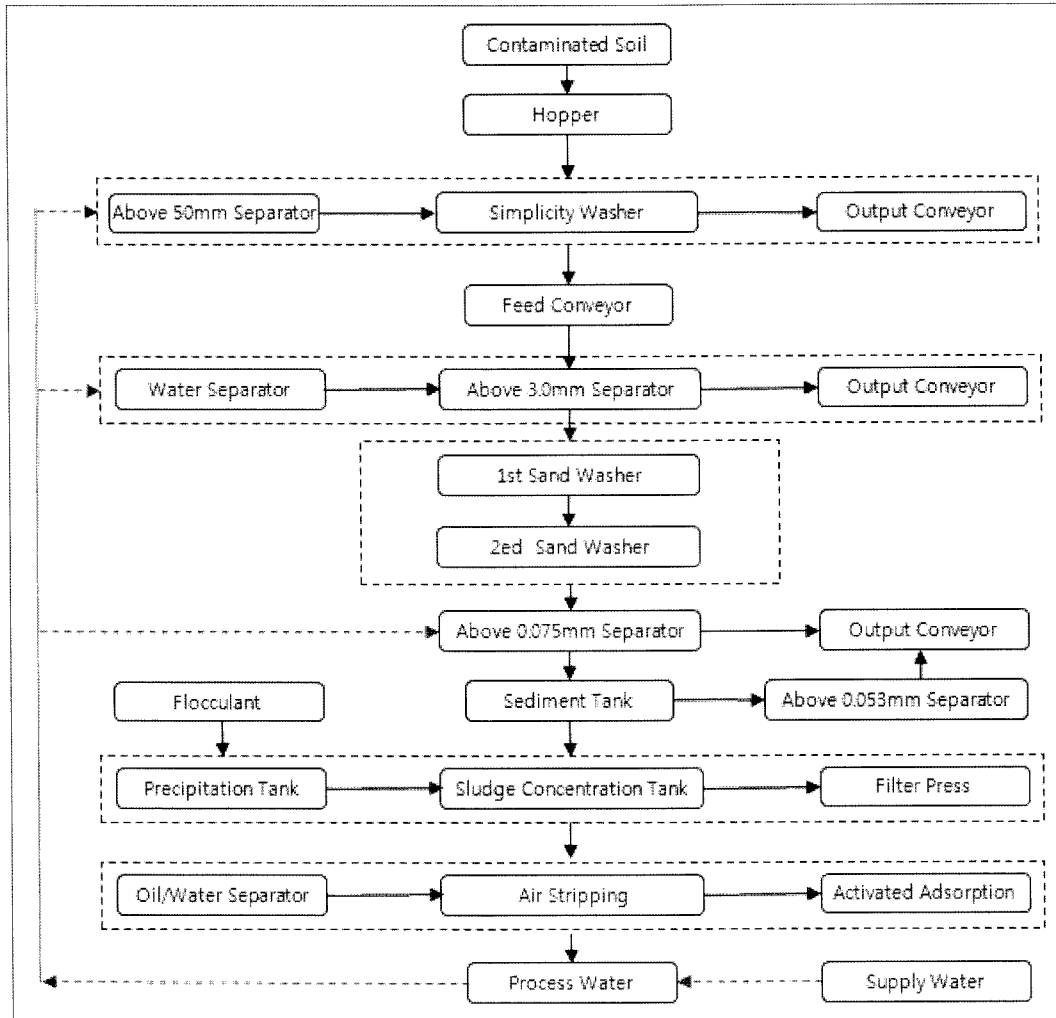 Contaminated Soil
Hopper
Above 50mm Separator
Simplicity Washer
Output Conveyor
Feed Conveyor
Water Separator
Above 3.0mm Separator
Output Conveyor
1st Sand Washer
2ed Sand Washer
Above 0.075mm Separator
Output Conveyor
Flocculant
Sediment Tank
Above 0.053mm Separator
Precipitation Tank
Sludge Concentration Tank
Filter Press
Oil/Water Separator
Air Stripping
Activated Adsorption
Process Water
Supply Water